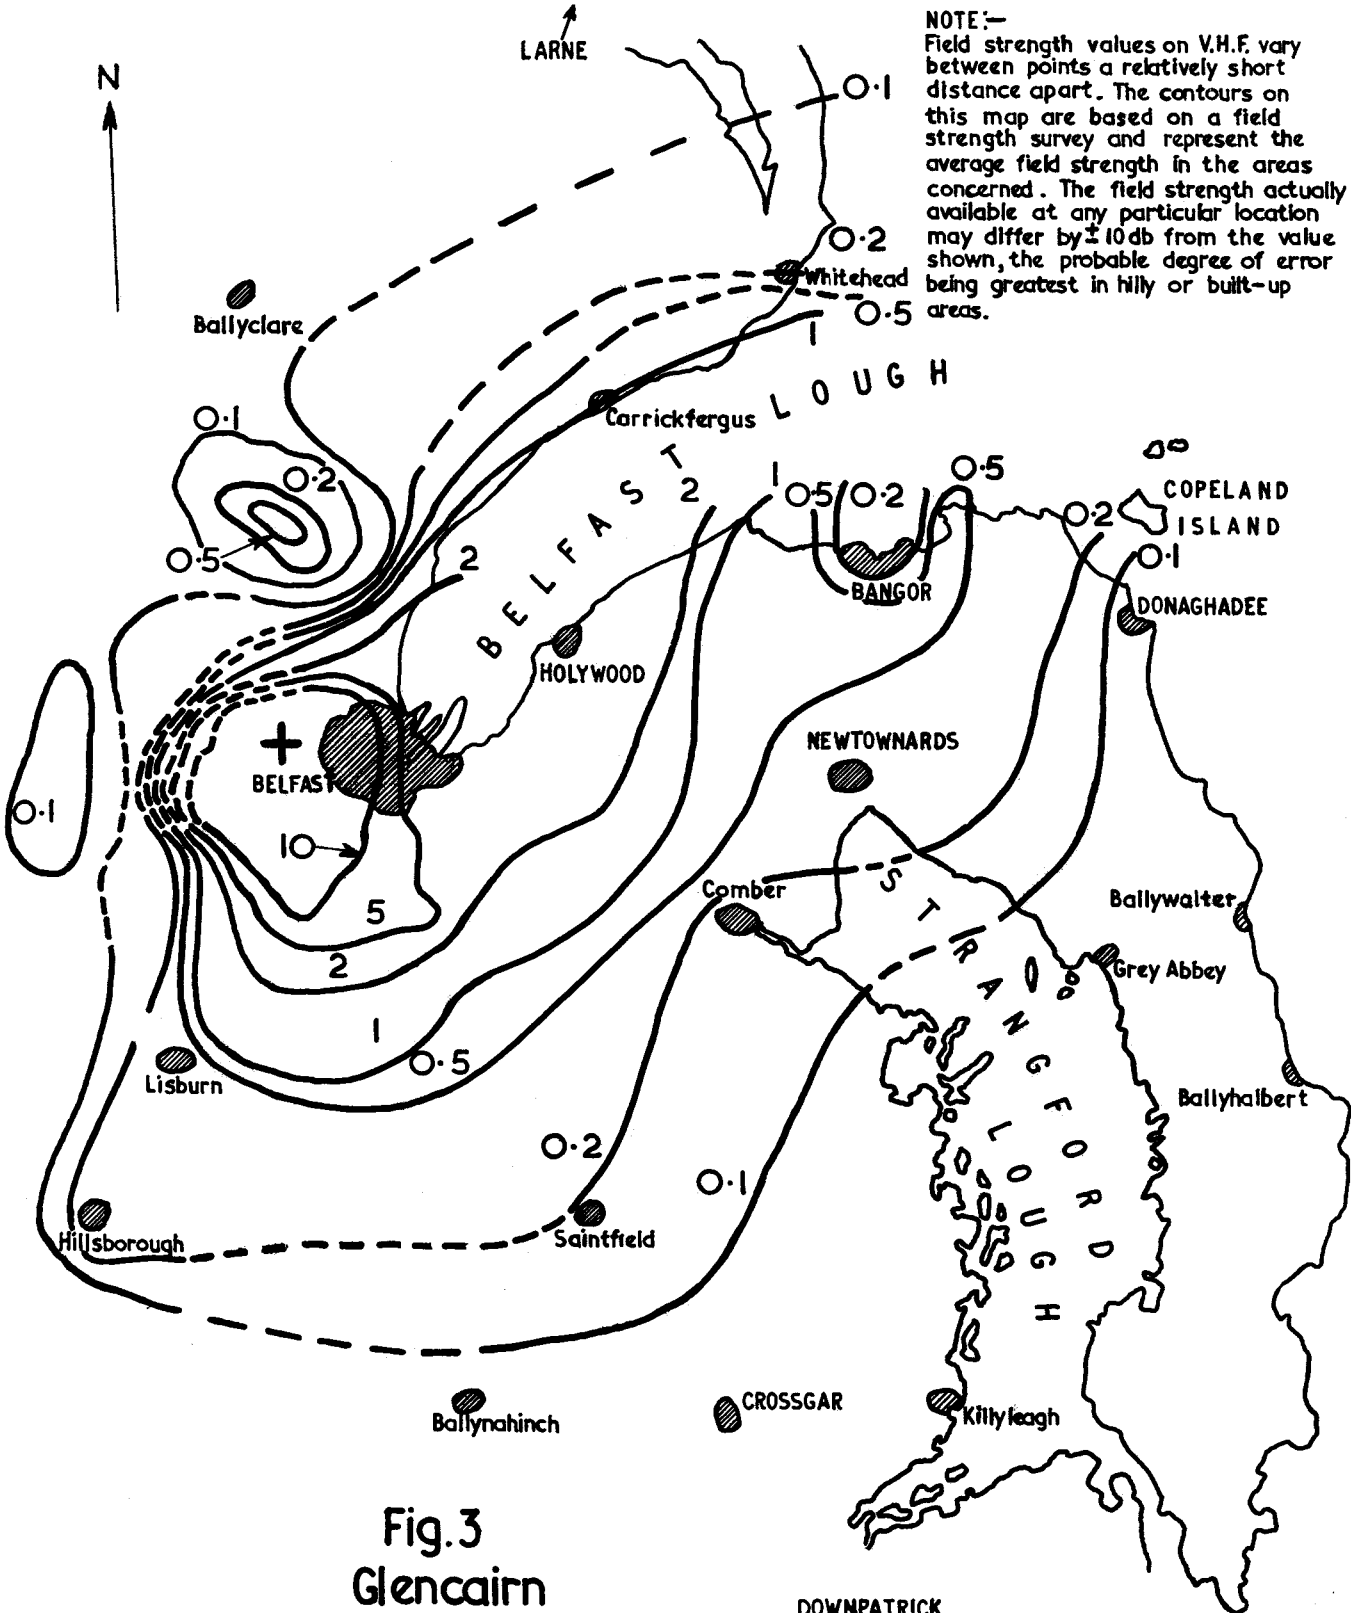 LARNE
N
NOTE:—
Field strength values on V.H.F. vary
between points a relatively short
distance apart. The contours on
this map are based on a field
strength survey and represent the
average field strength in the areas
concerned. The field strength actually
available at any particular location
may differ by ± 10 db from the value
shown, the probable degree of error
being greatest in hilly or built-up
areas.
0.1
0.2
Whitehead
0.5
1
Ballyclare
0.1
0.2
0.5
Carrickfergus
BELFAST LOUGH
2
2
1
0.5
0.2
0.5
BANGOR
COPELAND
ISLAND
0.2
0.1
DONAGHADEE
HOLYWOOD
NEWTOWNARDS
BELFAST
0.1
10
5
2
1
0.5
Comber
Ballywalter
Grey Abbey
STRANGFORD
LOUGH
Lisburn
Ballyhalbert
0.2
0.1
Hillsborough
Saintfield
Ballynahinch
CROSSGAR
Killyleagh
Fig.3
Glencairn
DOWNPATRICK